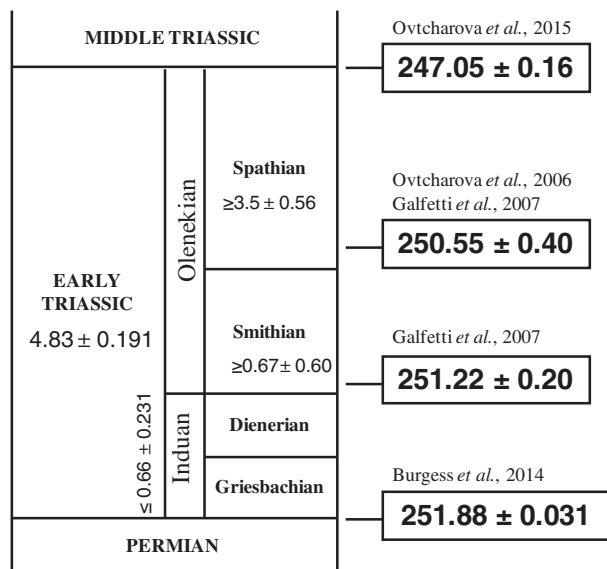 MIDDLE TRIASSIC
Ovtcharova et al., 2015
247.05 ± 0.16
Spathian
≥3.5 ± 0.56
Ovtcharova et al., 2006
Galfetti et al., 2007
250.55 ± 0.40
Olenekian
EARLY
TRIASSIC
4.83 ± 0.191
Smithian
≥0.67± 0.60
Galfetti et al., 2007
251.22 ± 0.20
≤ 0.66 ± 0.231
Induan
Dienerian
Griesbachian
Burgess et al., 2014
251.88 ± 0.031
PERMIAN